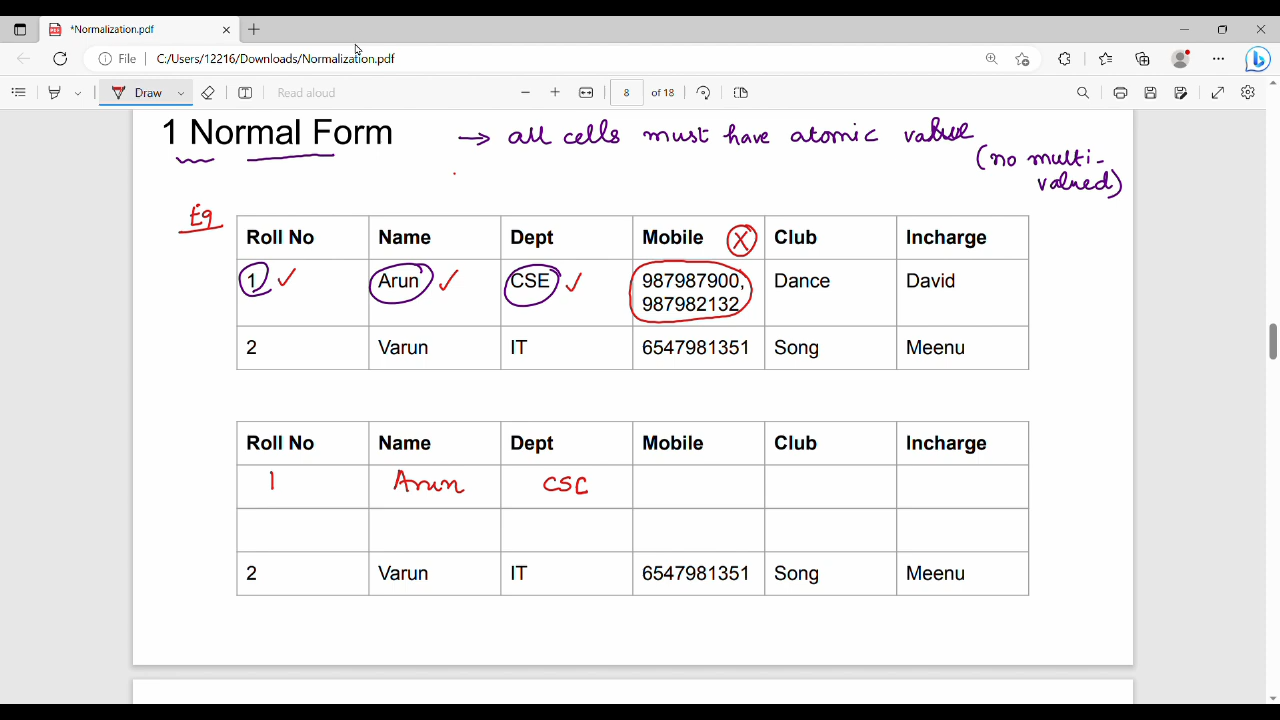 *Normalization.pdf
File C:/Users/12216/Downloads/Normalization.pdf
Draw Read aloud 8 of 18
1 Normal Form → all cells must have atomic value
(no multi-
valued)
Eg
Roll No Name Dept Mobile X Club Incharge
1 ✓ Arun ✓ CSE ✓ 987987900, Dance David
987982132
2 Varun IT 6547981351 Song Meenu
Roll No Name Dept Mobile Club Incharge
1 Arun CSE
2 Varun IT 6547981351 Song Meenu